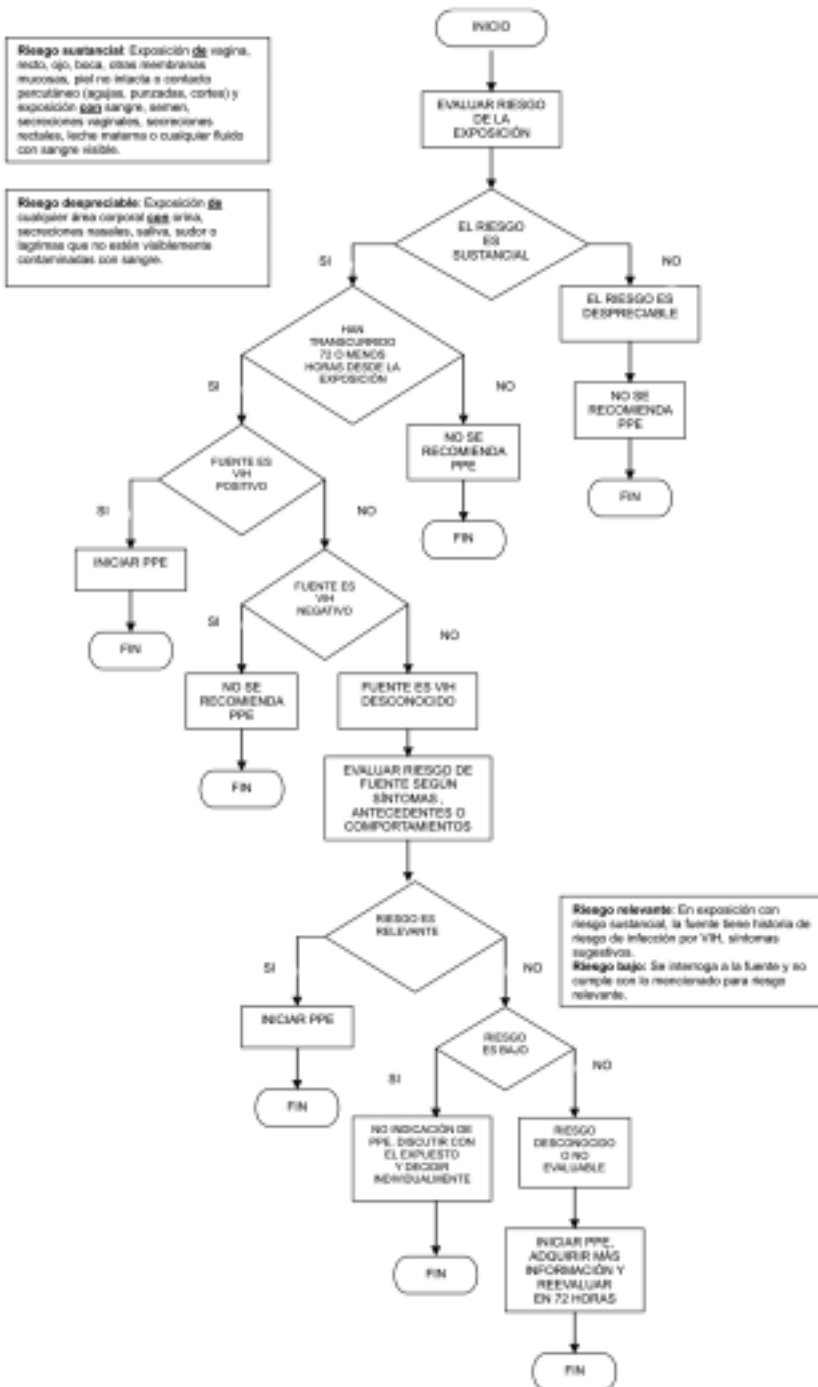 INICIO
Riesgo sustancial: Exposición de vagina,
recto, ojo, boca, otras membranas
mucosas, piel no intacta o contacto
percutáneo (agujas, punzadas, cortes) y
exposición con sangre, semen,
secreciones vaginales, secreciones
rectales, leche materna o cualquier fluido
con sangre visible.
EVALUAR RIESGO
DE LA
EXPOSICIÓN
Riesgo despreciable: Exposición de
cualquier área corporal con orina,
secreciones nasales, saliva, sudor o
lagrimas que no estén visiblemente
contaminadas con sangre.
EL RIESGO
ES
SUSTANCIAL
SI
NO
EL RIESGO ES
DESPRECIABLE
HAN
TRANSCURRIDO
72 O MENOS
HORAS DESDE LA
EXPOSICIÓN
SI
NO
NO SE
RECOMIENDA
PPE
NO SE
RECOMIENDA
PPE
FIN
FUENTE ES
VIH
POSITIVO
SI
NO
FIN
INICIAR PPE
FUENTE ES
VIH
NEGATIVO
FIN
SI
NO
NO SE
RECOMIENDA
PPE
FUENTE ES VIH
DESCONOCIDO
FIN
EVALUAR RIESGO DE
FUENTE SEGÚN
SÍNTOMAS ,
ANTECEDENTES O
COMPORTAMIENTOS
RIESGO ES
RELEVANTE
Riesgo relevante: En exposición con
riesgo sustancial, la fuente tiene historia de
riesgo de infección por VIH, síntomas
sugestivos.
Riesgo bajo: Se interroga a la fuente y no
cumple con lo mencionado para riesgo
relevante.
SI
NO
INICIAR PPE
RIESGO
ES BAJO
FIN
SI
NO
NO INDICACIÓN DE
PPE, DISCUTIR CON
EL EXPUESTO
Y DECIDIR
INDIVIDUALMENTE
RIESGO
DESCONOCIDO
O NO
EVALUABLE
FIN
INICIAR PPE,
ADQUIRIR MÁS
INFORMACIÓN Y
REEVALUAR
EN 72 HORAS
FIN